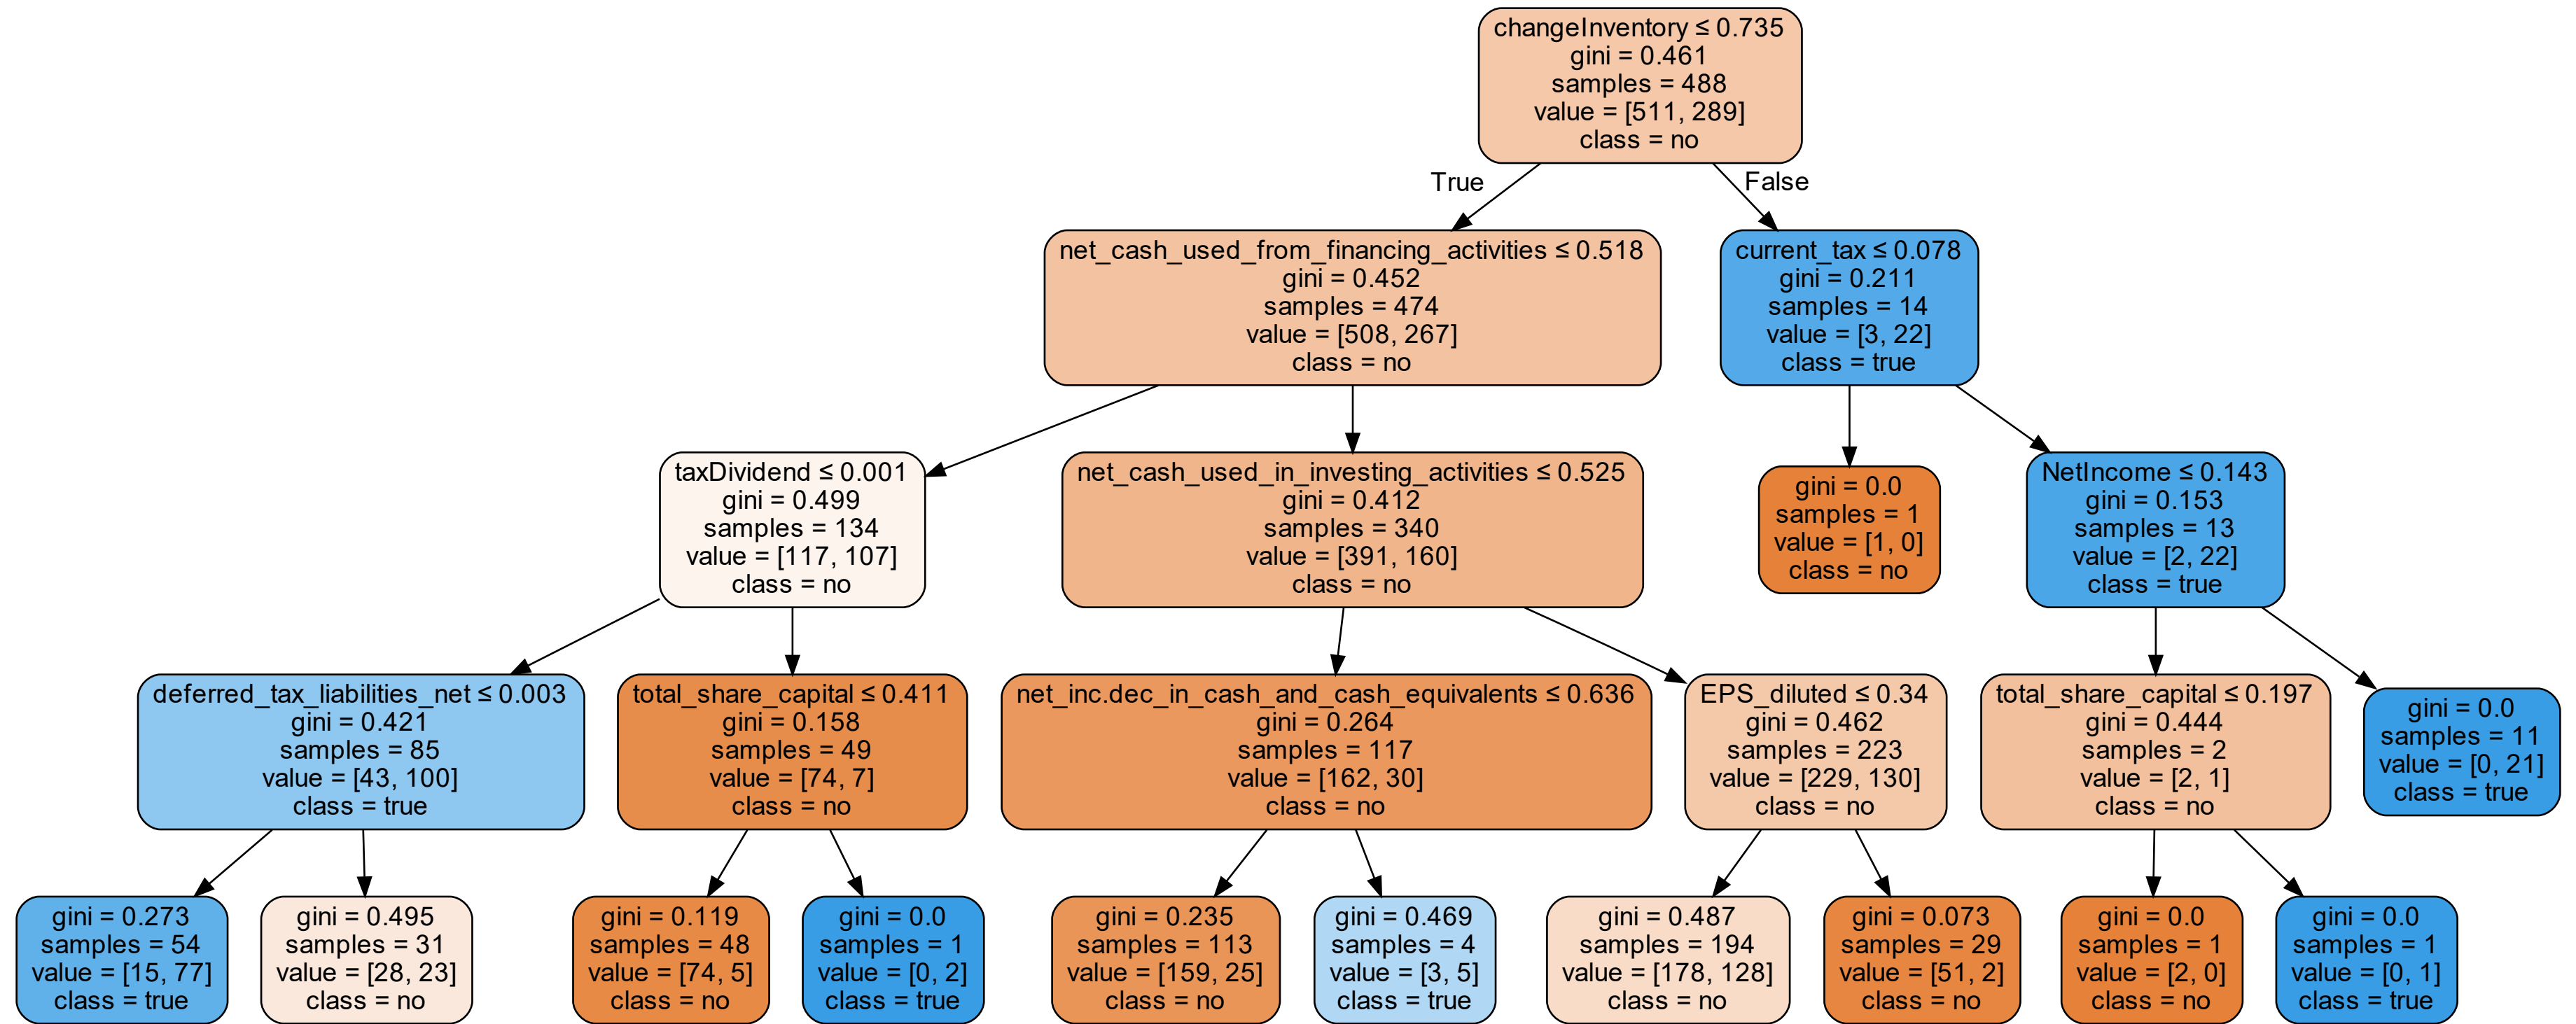 changeInventory ≤ 0.735
gini = 0.461
samples = 488
value = [511, 289]
class = no
True
False
net_cash_used_from_financing_activities ≤ 0.518
gini = 0.452
samples = 474
value = [508, 267]
class = no
current_tax ≤ 0.078
gini = 0.211
samples = 14
value = [3, 22]
class = true
taxDividend ≤ 0.001
gini = 0.499
samples = 134
value = [117, 107]
class = no
net_cash_used_in_investing_activities ≤ 0.525
gini = 0.412
samples = 340
value = [391, 160]
class = no
gini = 0.0
samples = 1
value = [1, 0]
class = no
NetIncome ≤ 0.143
gini = 0.153
samples = 13
value = [2, 22]
class = true
deferred_tax_liabilities_net ≤ 0.003
gini = 0.421
samples = 85
value = [43, 100]
class = true
total_share_capital ≤ 0.411
gini = 0.158
samples = 49
value = [74, 7]
class = no
net_inc.dec_in_cash_and_cash_equivalents ≤ 0.636
gini = 0.264
samples = 117
value = [162, 30]
class = no
EPS_diluted ≤ 0.34
gini = 0.462
samples = 223
value = [229, 130]
class = no
total_share_capital ≤ 0.197
gini = 0.444
samples = 2
value = [2, 1]
class = no
gini = 0.0
samples = 11
value = [0, 21]
class = true
gini = 0.273
samples = 54
value = [15, 77]
class = true
gini = 0.495
samples = 31
value = [28, 23]
class = no
gini = 0.119
samples = 48
value = [74, 5]
class = no
gini = 0.0
samples = 1
value = [0, 2]
class = true
gini = 0.235
samples = 113
value = [159, 25]
class = no
gini = 0.469
samples = 4
value = [3, 5]
class = true
gini = 0.487
samples = 194
value = [178, 128]
class = no
gini = 0.073
samples = 29
value = [51, 2]
class = no
gini = 0.0
samples = 1
value = [2, 0]
class = no
gini = 0.0
samples = 1
value = [0, 1]
class = true